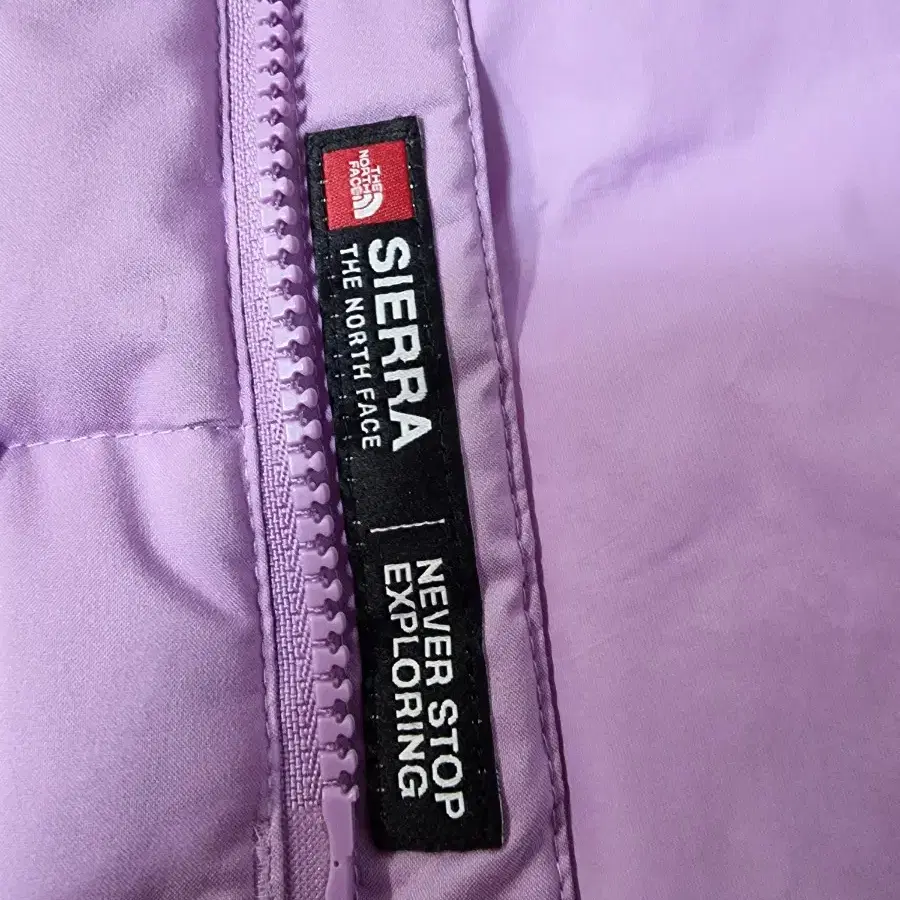 THE
NORTH
FACE
SIERRA
THE NORTH FACE
NEVER STOP
EXPLORING